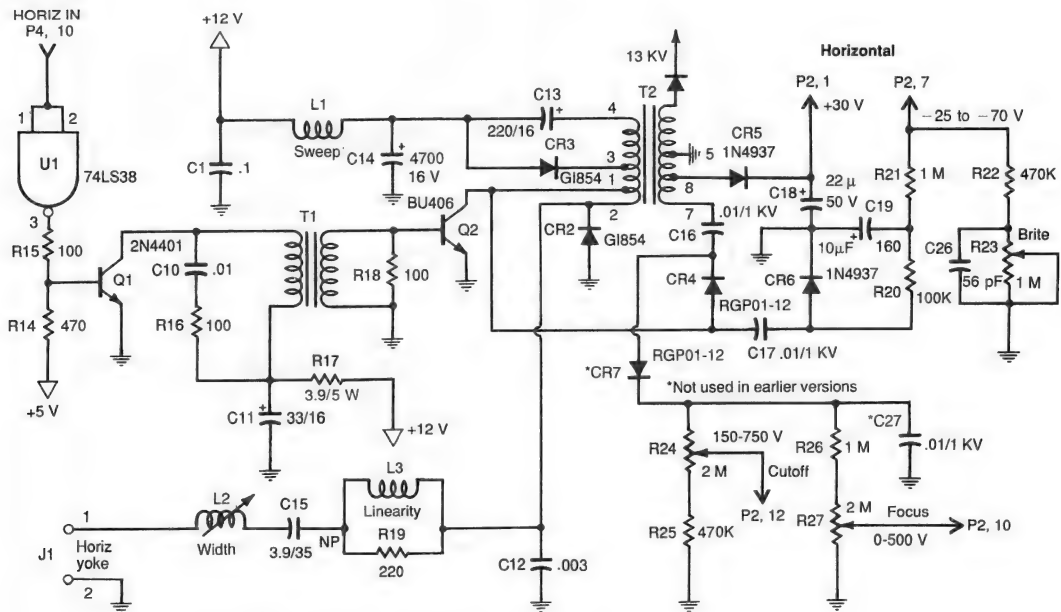 HORIZ IN
P4, 10
1
2
U1
74LS38
3
R15
100
R14
470
+5 V
2N4401
Q1
C10
.01
R16
100
C11
33/16
R17
3.9/5 W
+12 V
T1
R18
100
+12 V
C1
.1
L1
Sweep
C14
4700
16 V
C13
220/16
CR3
GI854
BU406
Q2
CR2
GI854
4
3
1
2
T2
13 KV
5
8
7
CR5
1N4937
.01/1 KV
C16
CR4
RGP01-12
C17 .01/1 KV
Horizontal
P2, 1
+30 V
P2, 7
−25 to −70 V
C18
22 µ
50 V
C19
10µF
160
CR6
1N4937
R21
1 M
R20
100K
R22
470K
C26
56 pF
R23
Brite
1 M
*CR7
RGP01-12
*Not used in earlier versions
R24
150-750 V
2 M
Cutoff
P2, 12
R25
470K
R26
1 M
R27
2 M
Focus
0-500 V
P2, 10
*C27
.01/1 KV
J1
1
Horiz
yoke
2
L2
Width
C15
3.9/35
NP
L3
Linearity
R19
220
C12
.003